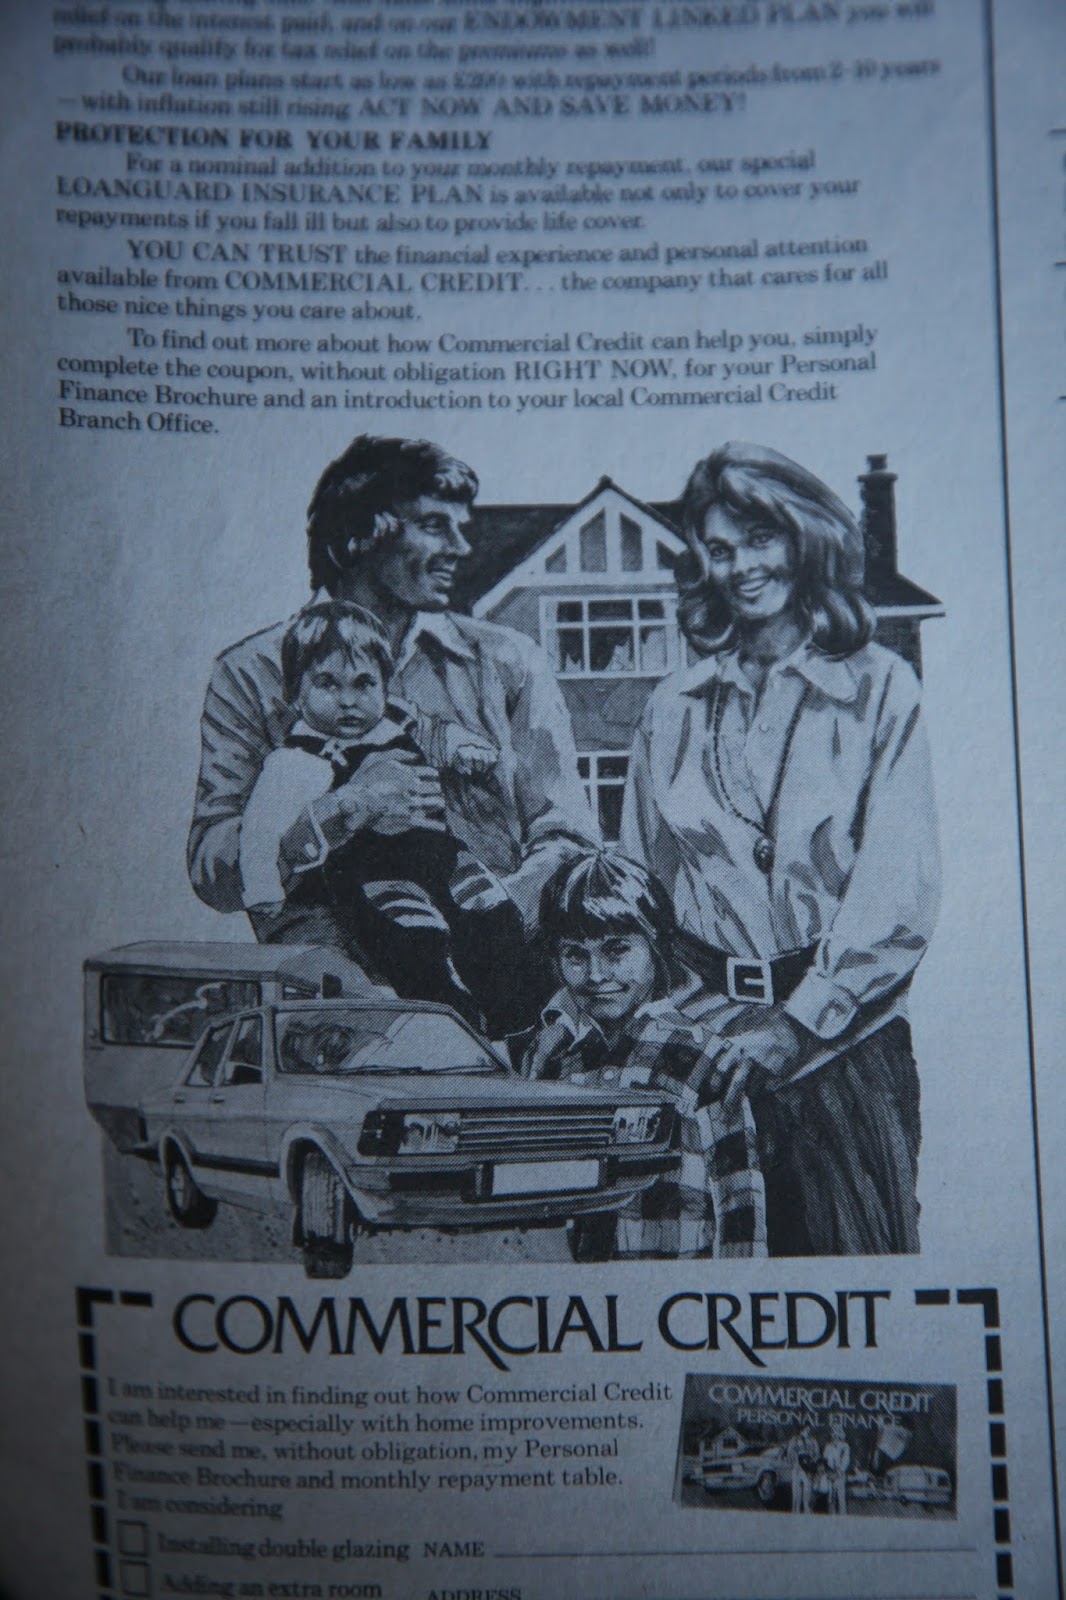 relief on the interest paid, and on our ENDOWMENT LINKED PLAN you will
probably qualify for tax relief on the premiums as well!
Our loan plans start as low as £200 with repayment periods from 2-10 years
— with inflation still rising ACT NOW AND SAVE MONEY!
PROTECTION FOR YOUR FAMILY
For a nominal addition to your monthly repayment, our special
LOANGUARD INSURANCE PLAN is available not only to cover your
repayments if you fall ill but also to provide life cover.
YOU CAN TRUST the financial experience and personal attention
available from COMMERCIAL CREDIT... the company that cares for all
those nice things you care about.
To find out more about how Commercial Credit can help you, simply
complete the coupon, without obligation RIGHT NOW, for your Personal
Finance Brochure and an introduction to your local Commercial Credit
Branch Office.
COMMERCIAL CREDIT
I am interested in finding out how Commercial Credit
can help me—especially with home improvements.
Please send me, without obligation, my Personal
Finance Brochure and monthly repayment table.
I am considering
COMMERCIAL CREDIT
PERSONAL FINANCE
Installing double glazing NAME
Adding an extra room ADDRESS